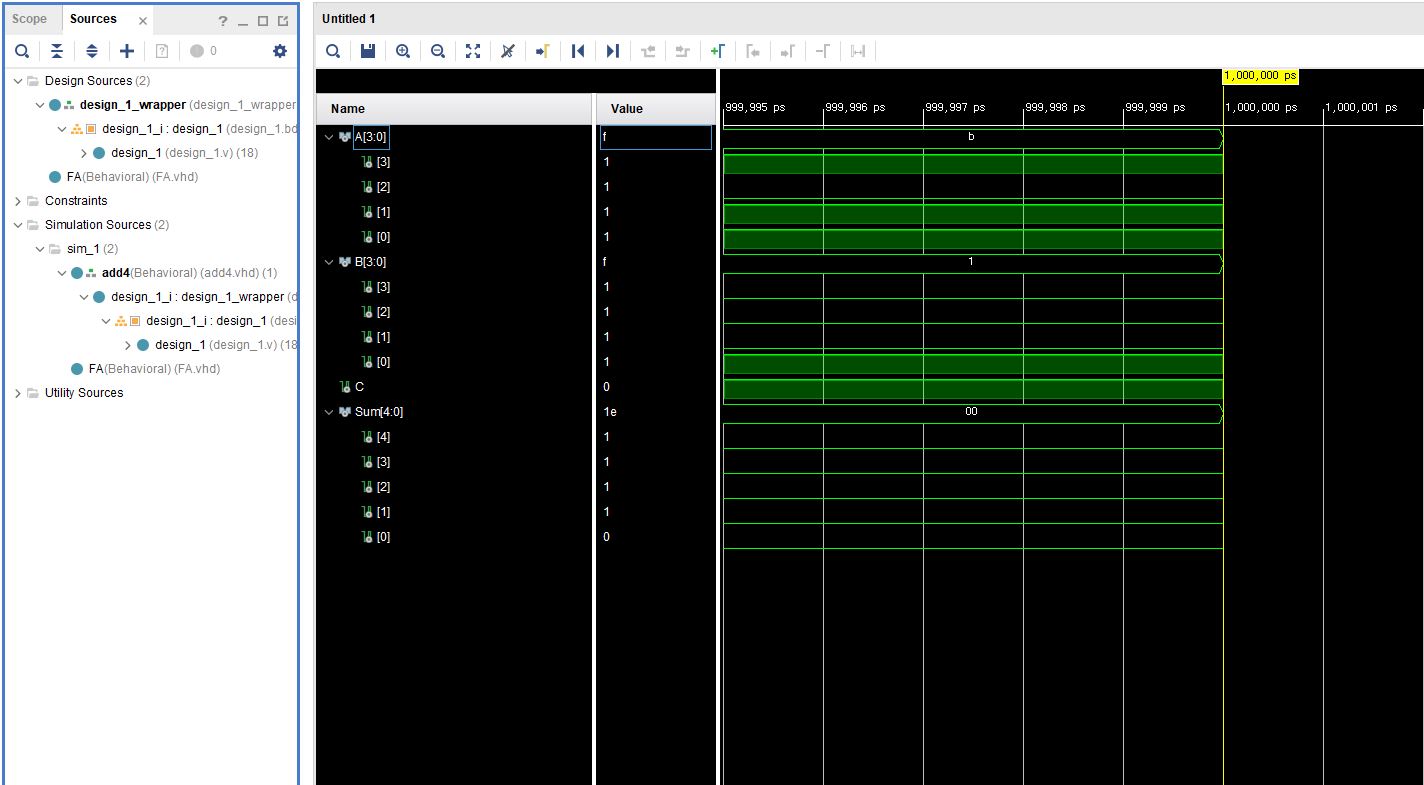 Scope Sources
? 
0
Design Sources (2)
design_1_wrapper (design_1_wrapper
design_1_i : design_1 (design_1.bd
design_1 (design_1.v) (18)
FA(Behavioral) (FA.vhd)
Constraints
Simulation Sources (2)
sim_1 (2)
add4(Behavioral) (add4.vhd) (1)
design_1_i : design_1_wrapper (d
design_1_i : design_1 (desi
design_1 (design_1.v) (18
FA(Behavioral) (FA.vhd)
Utility Sources
Untitled 1
1,000,000 ps
Name Value
999,995 ps 999,996 ps 999,997 ps 999,998 ps 999,999 ps 1,000,000 ps 1,000,001 ps
A[3:0] f b
[3] 1
[2] 1
[1] 1
[0] 1
B[3:0] f 1
[3] 1
[2] 1
[1] 1
[0] 1
C 0
Sum[4:0] 1e 00
[4] 1
[3] 1
[2] 1
[1] 1
[0] 0